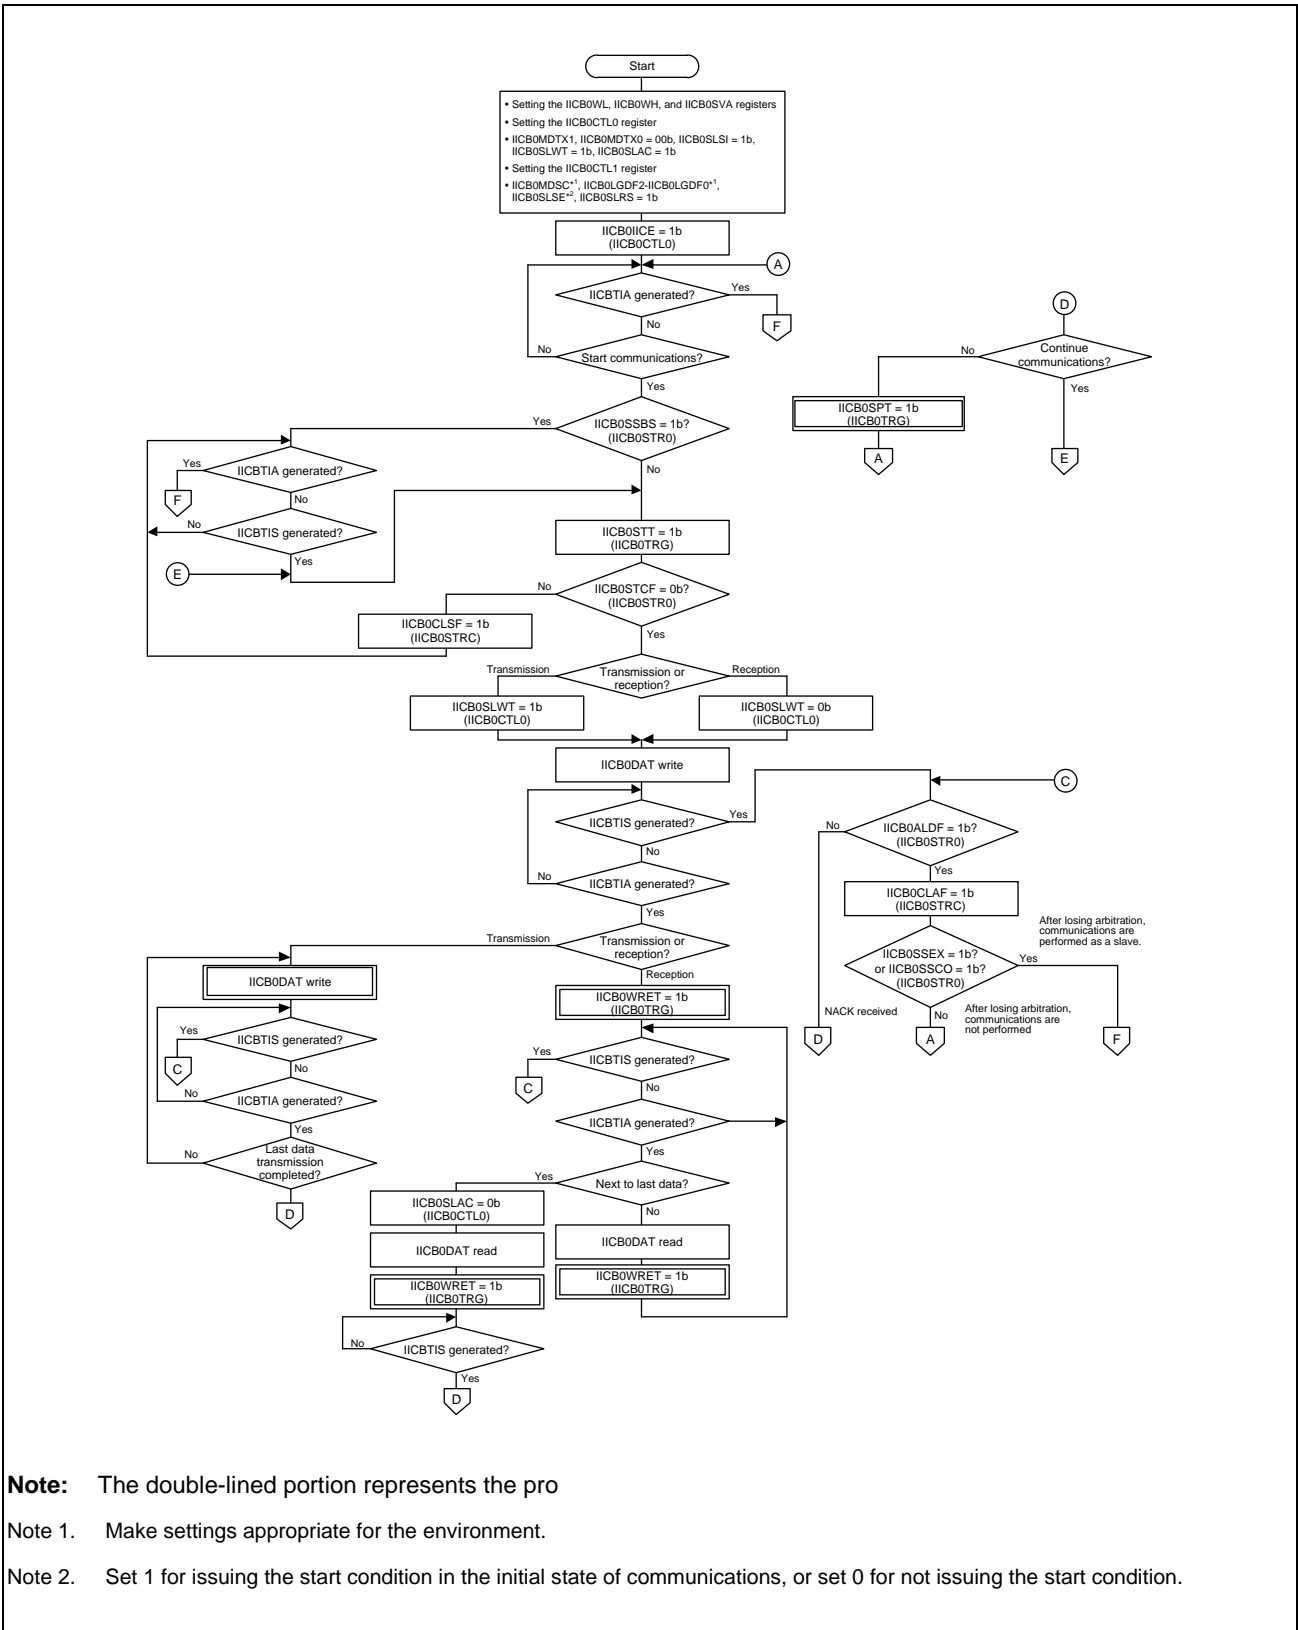 Start
• Setting the IICB0WL, IICB0WH, and IICB0SVA registers
• Setting the IICB0CTL0 register
• IICB0MDTX1, IICB0MDTX0 = 00b, IICB0SLSI = 1b,
IICB0SLWT = 1b, IICB0SLAC = 1b
• Setting the IICB0CTL1 register
• IICB0MDSC*1, IICB0LGDF2-IICB0LGDF0*1,
IICB0SLSE*2, IICB0SLRS = 1b
IICB0IICE = 1b
(IICB0CTL0)
A
IICBTIA generated?
Yes
F
No
Start communications?
No
Yes
D
Continue
communications?
No
Yes
IICB0SPT = 1b
(IICB0TRG)
A
E
IICB0SSBS = 1b?
(IICB0STR0)
Yes
No
IICBTIA generated?
Yes
F
No
IICBTIS generated?
No
Yes
E
IICB0STT = 1b
(IICB0TRG)
IICB0STCF = 0b?
(IICB0STR0)
No
Yes
IICB0CLSF = 1b
(IICB0STRC)
Transmission or
reception?
Transmission
Reception
IICB0SLWT = 1b
(IICB0CTL0)
IICB0SLWT = 0b
(IICB0CTL0)
IICB0DAT write
IICBTIS generated?
Yes
No
IICBTIA generated?
No
Yes
C
IICB0ALDF = 1b?
(IICB0STR0)
No
Yes
IICB0CLAF = 1b
(IICB0STRC)
After losing arbitration,
communications are
performed as a slave.
IICB0SSEX = 1b?
or IICB0SSCO = 1b?
(IICB0STR0)
Yes
No
NACK received
After losing arbitration,
communications are
not performed
D
A
F
Transmission or
reception?
Transmission
Reception
IICB0DAT write
IICBTIS generated?
Yes
C
No
IICBTIA generated?
No
Yes
Last data
transmission
completed?
No
D
IICB0WRET = 1b
(IICB0TRG)
IICBTIS generated?
Yes
C
No
IICBTIA generated?
Yes
Next to last data?
Yes
No
IICB0SLAC = 0b
(IICB0CTL0)
IICB0DAT read
IICB0WRET = 1b
(IICB0TRG)
IICB0DAT read
IICB0WRET = 1b
(IICB0TRG)
IICBTIS generated?
No
Yes
D
Note: The double-lined portion represents the pro
Note 1. Make settings appropriate for the environment.
Note 2. Set 1 for issuing the start condition in the initial state of communications, or set 0 for not issuing the start condition.